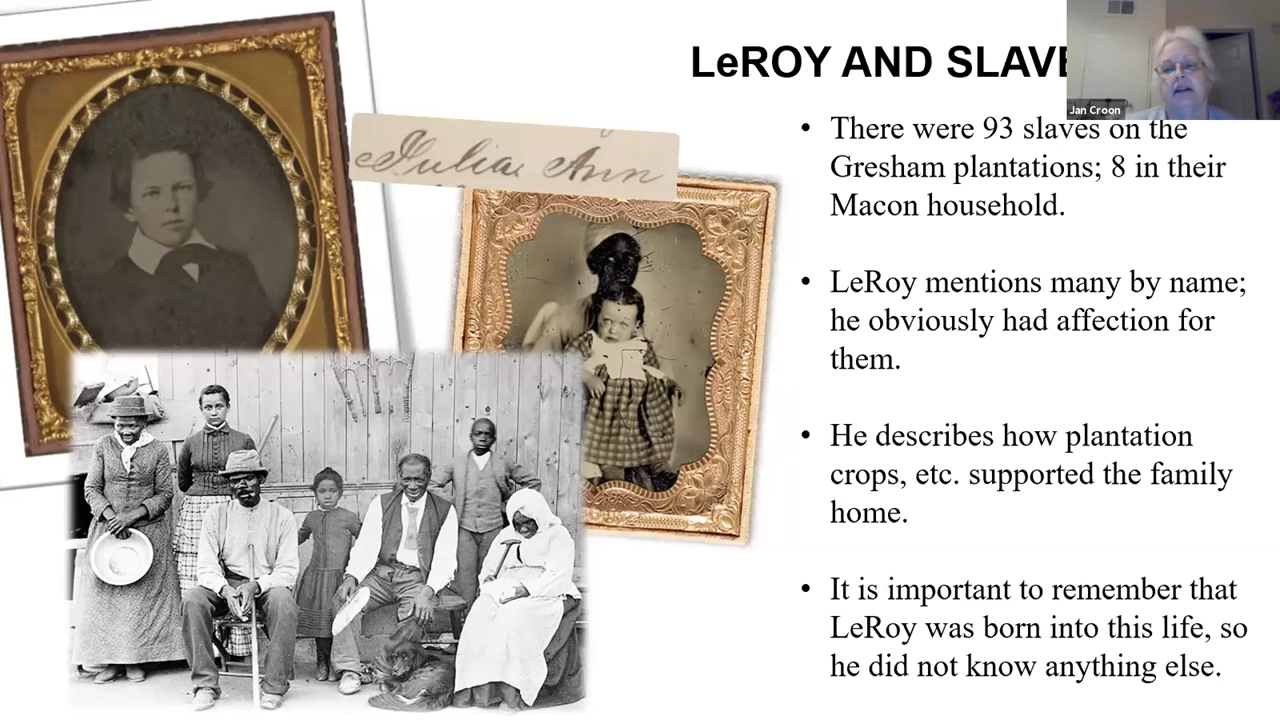 LeROY AND SLAVE
Jan Croon
Julia Ann
• There were 93 slaves on the
Gresham plantations; 8 in their
Macon household.
• LeRoy mentions many by name;
he obviously had affection for
them.
• He describes how plantation
crops, etc. supported the family
home.
• It is important to remember that
LeRoy was born into this life, so
he did not know anything else.